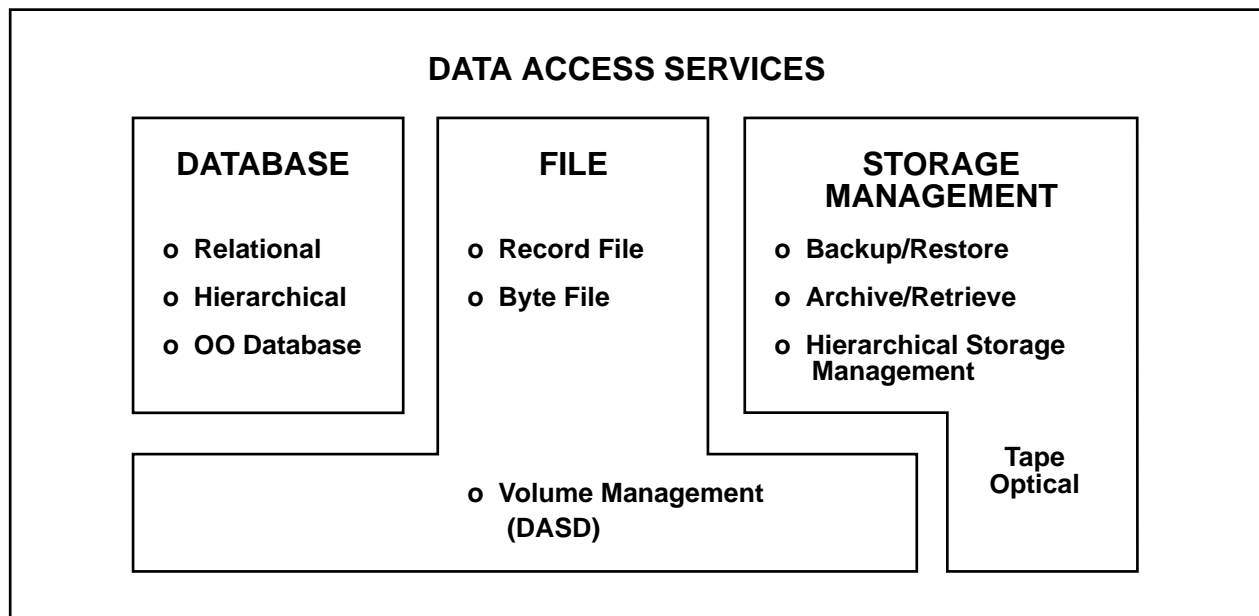 DATA ACCESS SERVICES
DATABASE
o Relational
o Hierarchical
o OO Database
FILE
o Record File
o Byte File
o Volume Management
(DASD)
STORAGE
MANAGEMENT
o Backup/Restore
o Archive/Retrieve
o Hierarchical Storage
Management
Tape
Optical